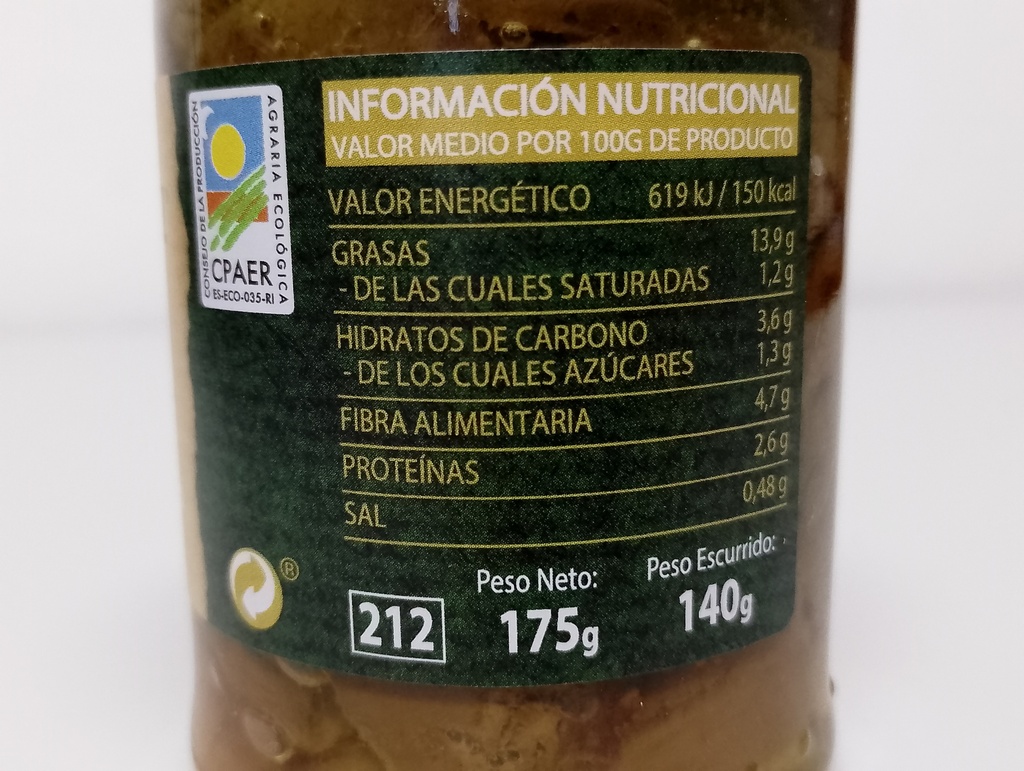 CONSEJO DE LA PRODUCCIÓN
AGRARIA ECOLÓGICA
CPAER
ES-ECO-035-RI
INFORMACIÓN NUTRICIONAL
VALOR MEDIO POR 100G DE PRODUCTO
VALOR ENERGÉTICO 619 kJ / 150 kcal
GRASAS 13,9 g
- DE LAS CUALES SATURADAS 1,2 g
HIDRATOS DE CARBONO 3,6 g
- DE LOS CUALES AZÚCARES 1,3 g
FIBRA ALIMENTARIA 4,7 g
PROTEÍNAS 2,6 g
SAL 0,48 g
®
212
Peso Neto:
175g
Peso Escurrido:
140g